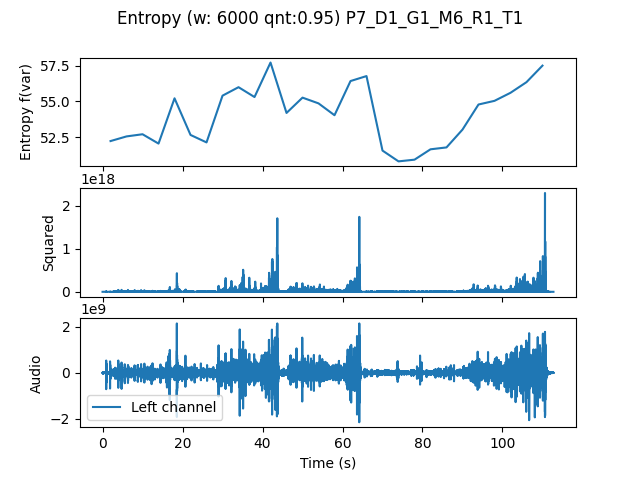 Entropy (w: 6000 qnt:0.95) P7_D1_G1_M6_R1_T1
57.5
55.0
52.5
Entropy f(var)
1e18
2
1
0
Squared
1e9
2
0
−2
Audio
Left channel
0 20 40 60 80 100
Time (s)